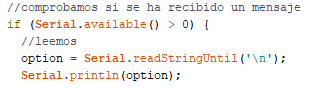 //comprobamos si se ha recibido un mensaje
if (Serial.available() > 0) {
//leemos
option = Serial.readStringUntil('\n');
Serial.println(option);